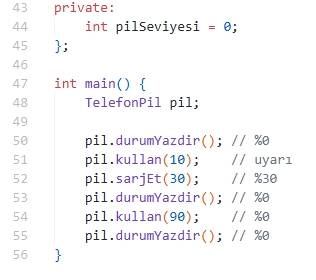 43 private:
44     int pilSeviyesi = 0;
45 };
46
47 int main() {
48     TelefonPil pil;
49
50     pil.durumYazdir(); // %0
51     pil.kullan(10);    // uyarı
52     pil.sarjEt(30);    // %30
53     pil.durumYazdir(); // %0
54     pil.kullan(90);    // %0
55     pil.durumYazdir(); // %0
56 }